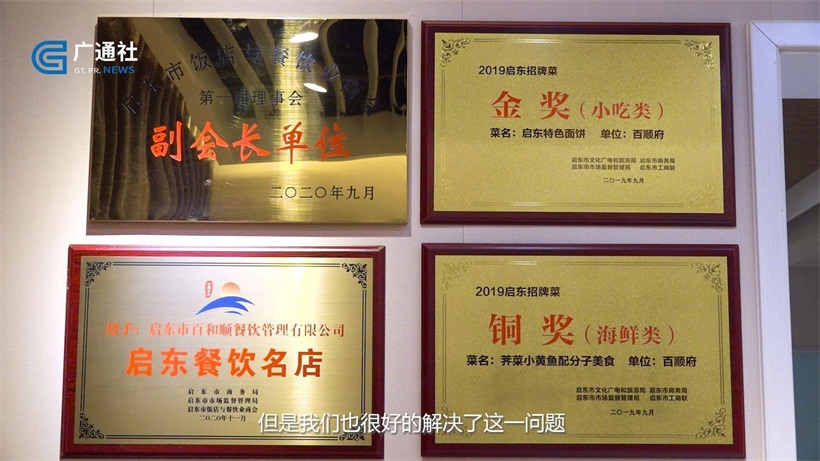 广通社
GT. PR. NEWS
启东市饭店与餐饮业商会
第一届理事会
副会长单位
二〇二〇年九月
2019启东招牌菜
金奖（小吃类）
菜名：启东特色面饼 单位：百顺府
启东市文化广电和旅游局 启东市商务局
启东市市场监督管理局 启东市工商联
二〇一九年九月
授予：启东市百和顺餐饮管理有限公司
启东餐饮名店
启东市商务局
启东市市场监督管理局
启东市饭店与餐饮业商会
二〇二〇年十一月
2019启东招牌菜
铜奖（海鲜类）
菜名：荠菜小黄鱼配分子美食 单位：百顺府
启东市文化广电和旅游局 启东市商务局
启东市市场监督管理局 启东市工商联
二〇一九年九月
但是我们也很好的解决了这一问题